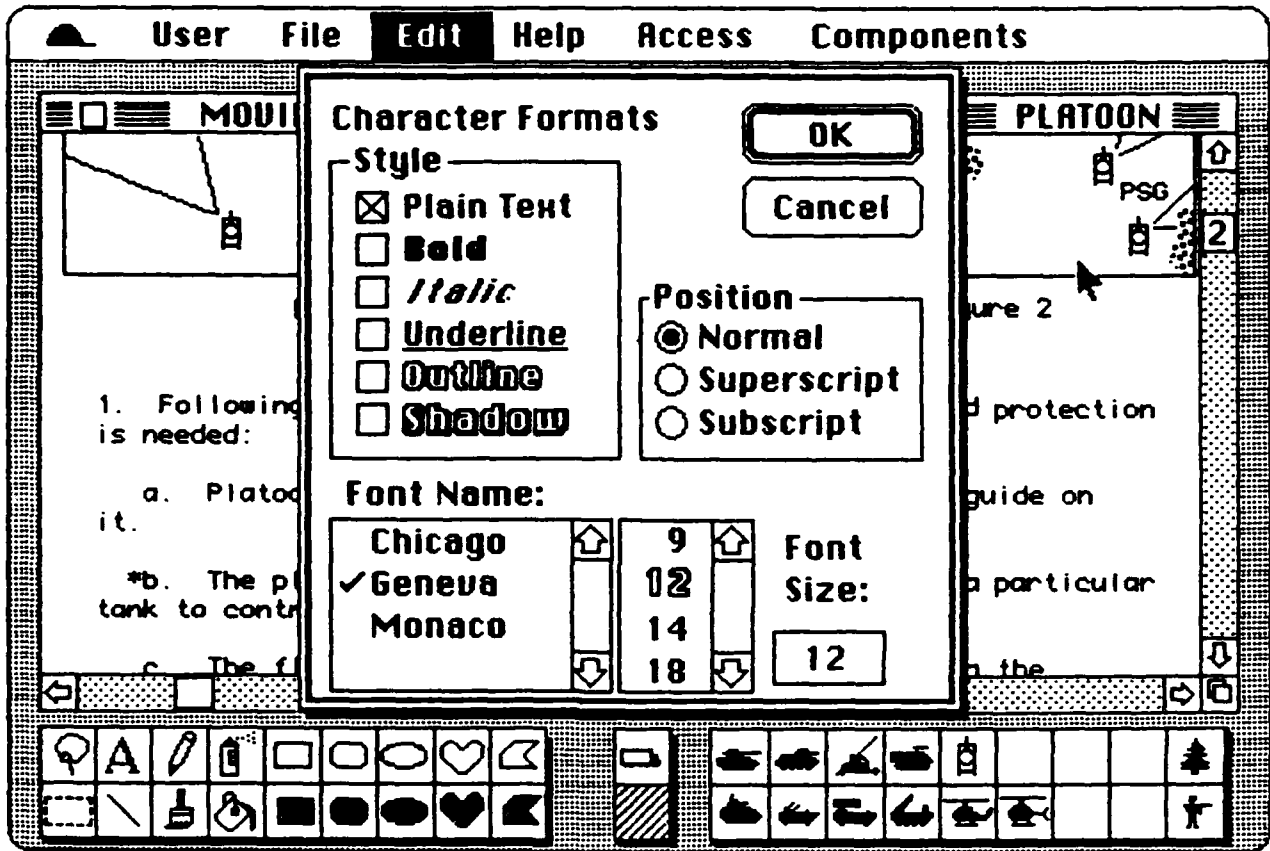 User File Edit Help Access Components
MOVI
PLATOON
Character Formats
OK
Cancel
Style
Plain Text
Bold
Italic
Underline
Outline
Shadow
Position
Normal
Superscript
Subscript
PSG
2
ure 2
1. Following
d protection
is needed:
a. Platoo
guide on
it.
*b. The pl
a particular
tank to contr
c. The fl
the
Font Name:
Chicago
✓Geneva
Monaco
9
12
14
18
Font
Size:
12
A